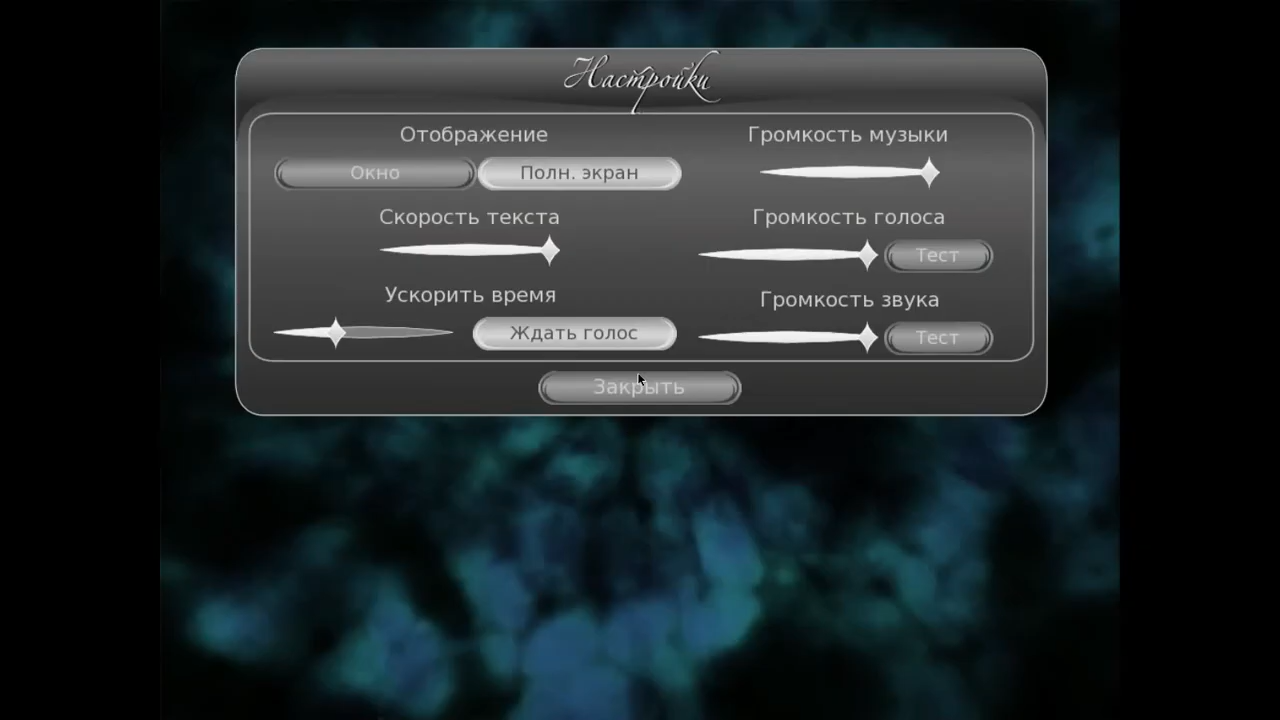 Настройки
Отображение
Окно
Полн. экран
Скорость текста
Ускорить время
Ждать голос
Громкость музыки
Громкость голоса
Тест
Громкость звука
Тест
Закрыть